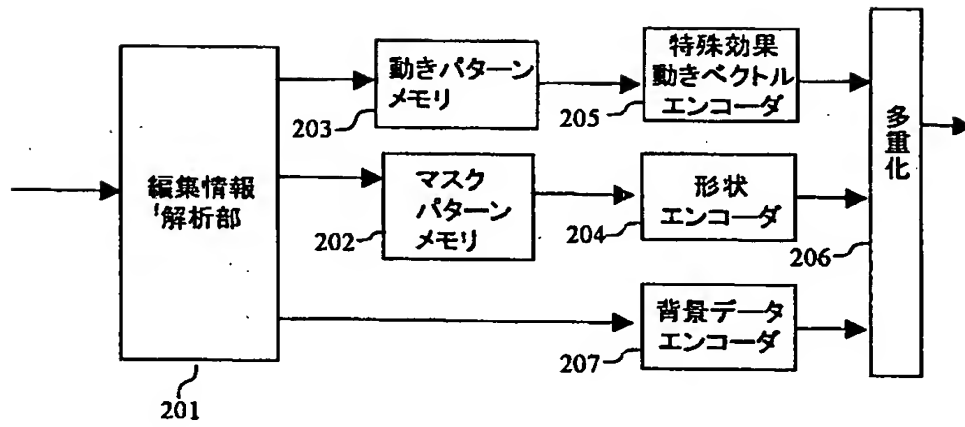 動きパターン
メモリ
203
特殊効果
動きベクトル
エンコーダ
205
多重化
206
編集情報
解析部
201
マスク
パターン
メモリ
202
形状
エンコーダ
204
背景データ
エンコーダ
207